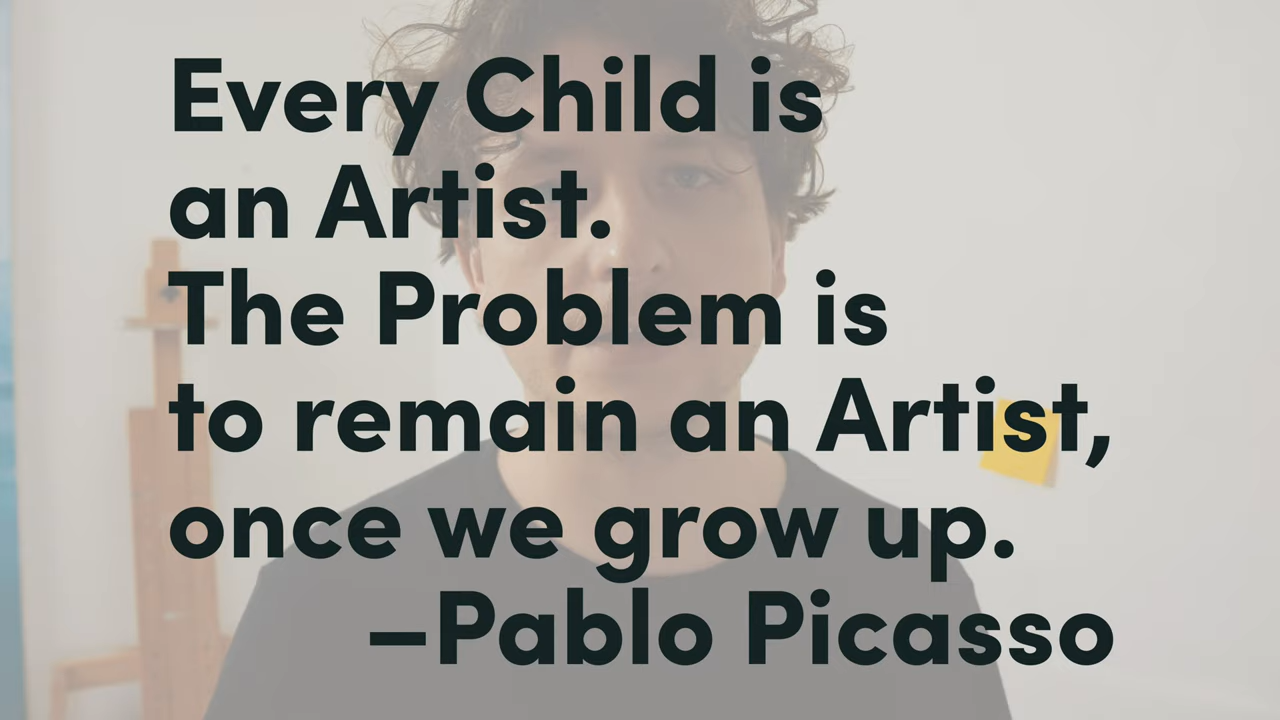 Every Child is
an Artist.
The Problem is
to remain an Artist,
once we grow up.
–Pablo Picasso